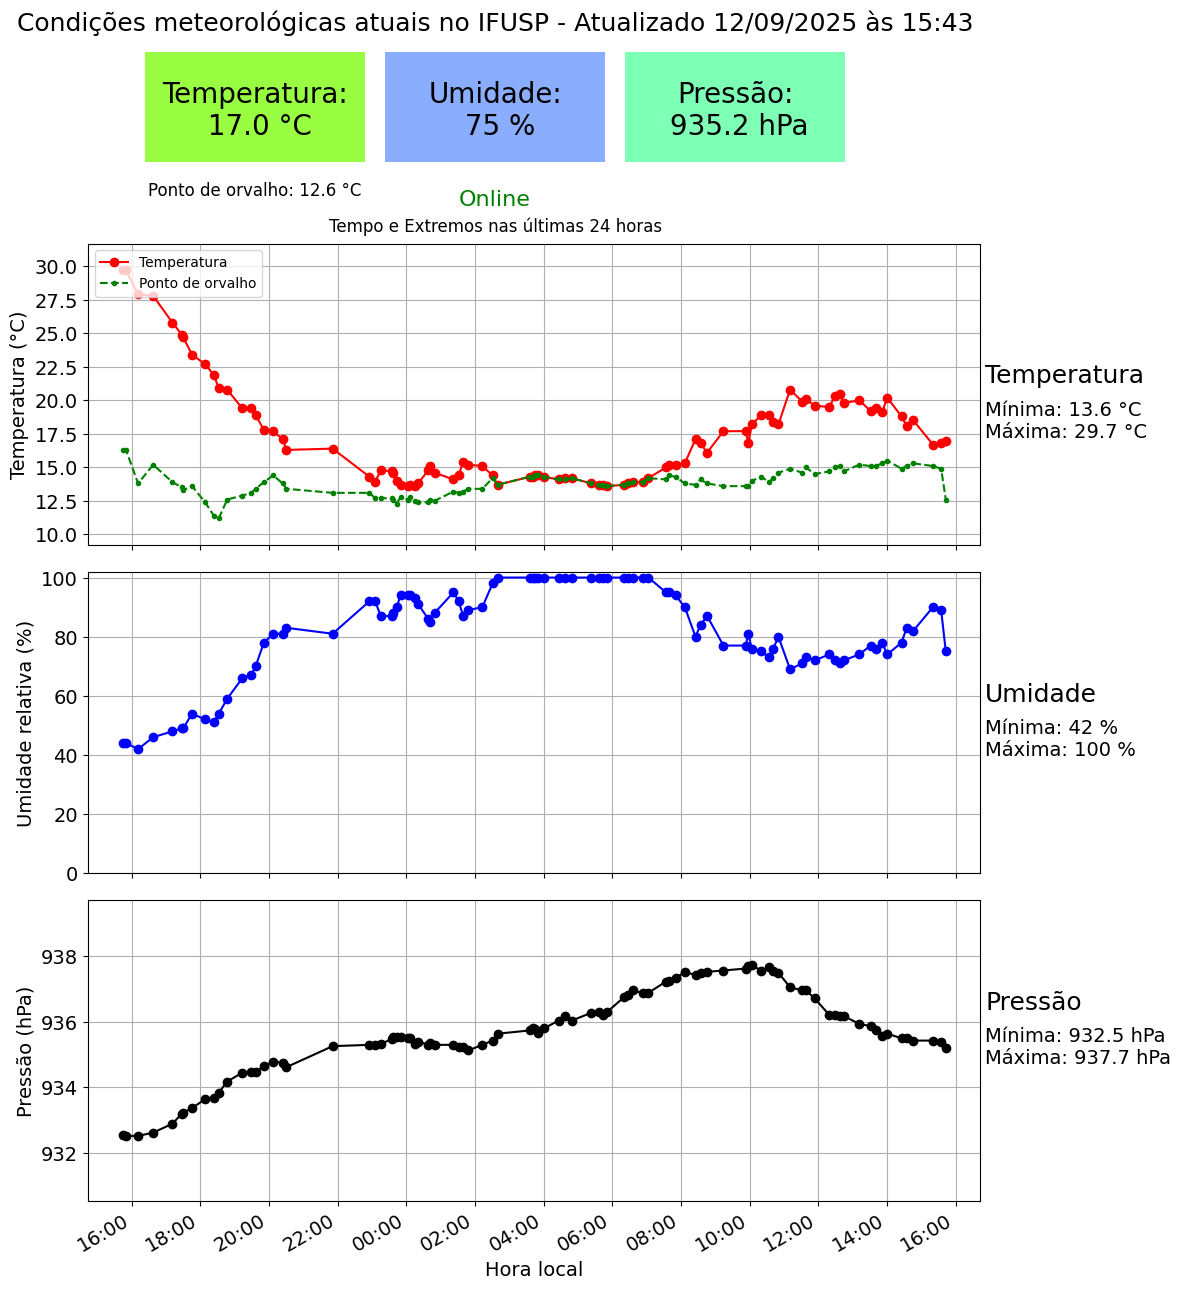 Condições meteorológicas atuais no IFUSP - Atualizado 12/09/2025 às 15:43
Temperatura:
17.0 °C
Umidade:
75 %
Pressão:
935.2 hPa
Ponto de orvalho: 12.6 °C
Online
Tempo e Extremos nas últimas 24 horas
Temperatura
Ponto de orvalho
Temperatura (°C)
30.0
27.5
25.0
22.5
20.0
17.5
15.0
12.5
10.0
Temperatura
Mínima: 13.6 °C
Máxima: 29.7 °C
Umidade relativa (%)
100
80
60
40
20
0
Umidade
Mínima: 42 %
Máxima: 100 %
Pressão (hPa)
938
936
934
932
Pressão
Mínima: 932.5 hPa
Máxima: 937.7 hPa
16:00 18:00 20:00 22:00 00:00 02:00 04:00 06:00 08:00 10:00 12:00 14:00 16:00
Hora local